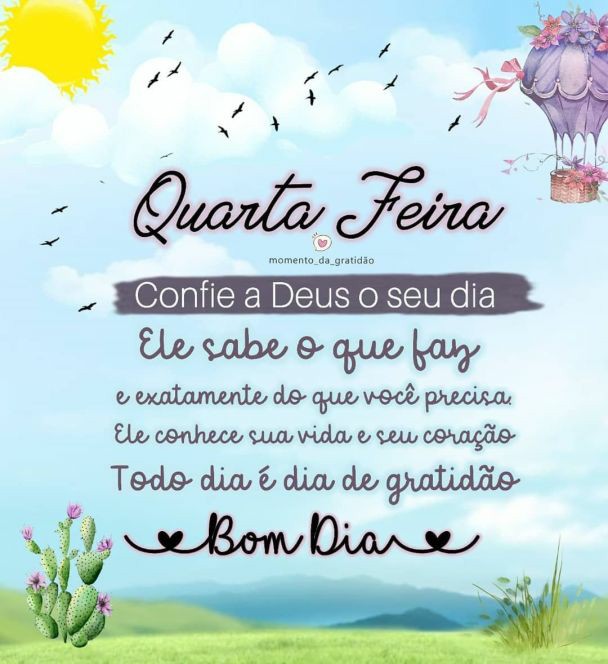 Quarta Feira
momento_da_gratidão
Confie a Deus o seu dia
Ele sabe o que faz
e exatamente do que você precisa.
Ele conhece sua vida e seu coração
Todo dia é dia de gratidão
Bom Dia